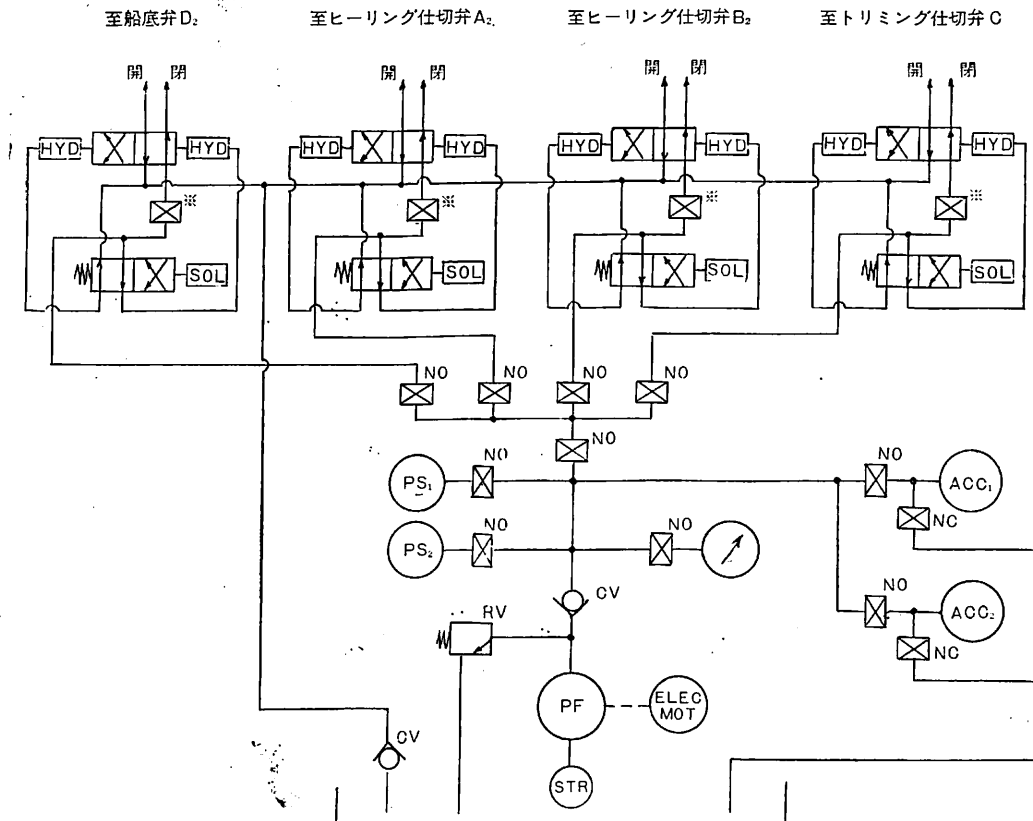 至船底弁D₂ 至ヒーリング仕切弁A₂ 至ヒーリング仕切弁B₂ 至トリミング仕切弁C
開 閉 開 閉 開 閉 開 閉
HYD HYD HYD HYD HYD HYD HYD HYD
※ ※ ※ ※
SOL SOL SOL SOL
NO NO NO NO
NO
PS₁ NO NO ACC₁
NC
PS₂ NO NO
NO ACC₂
CV
RV NC
PF ELEC
MOT
CV
STR